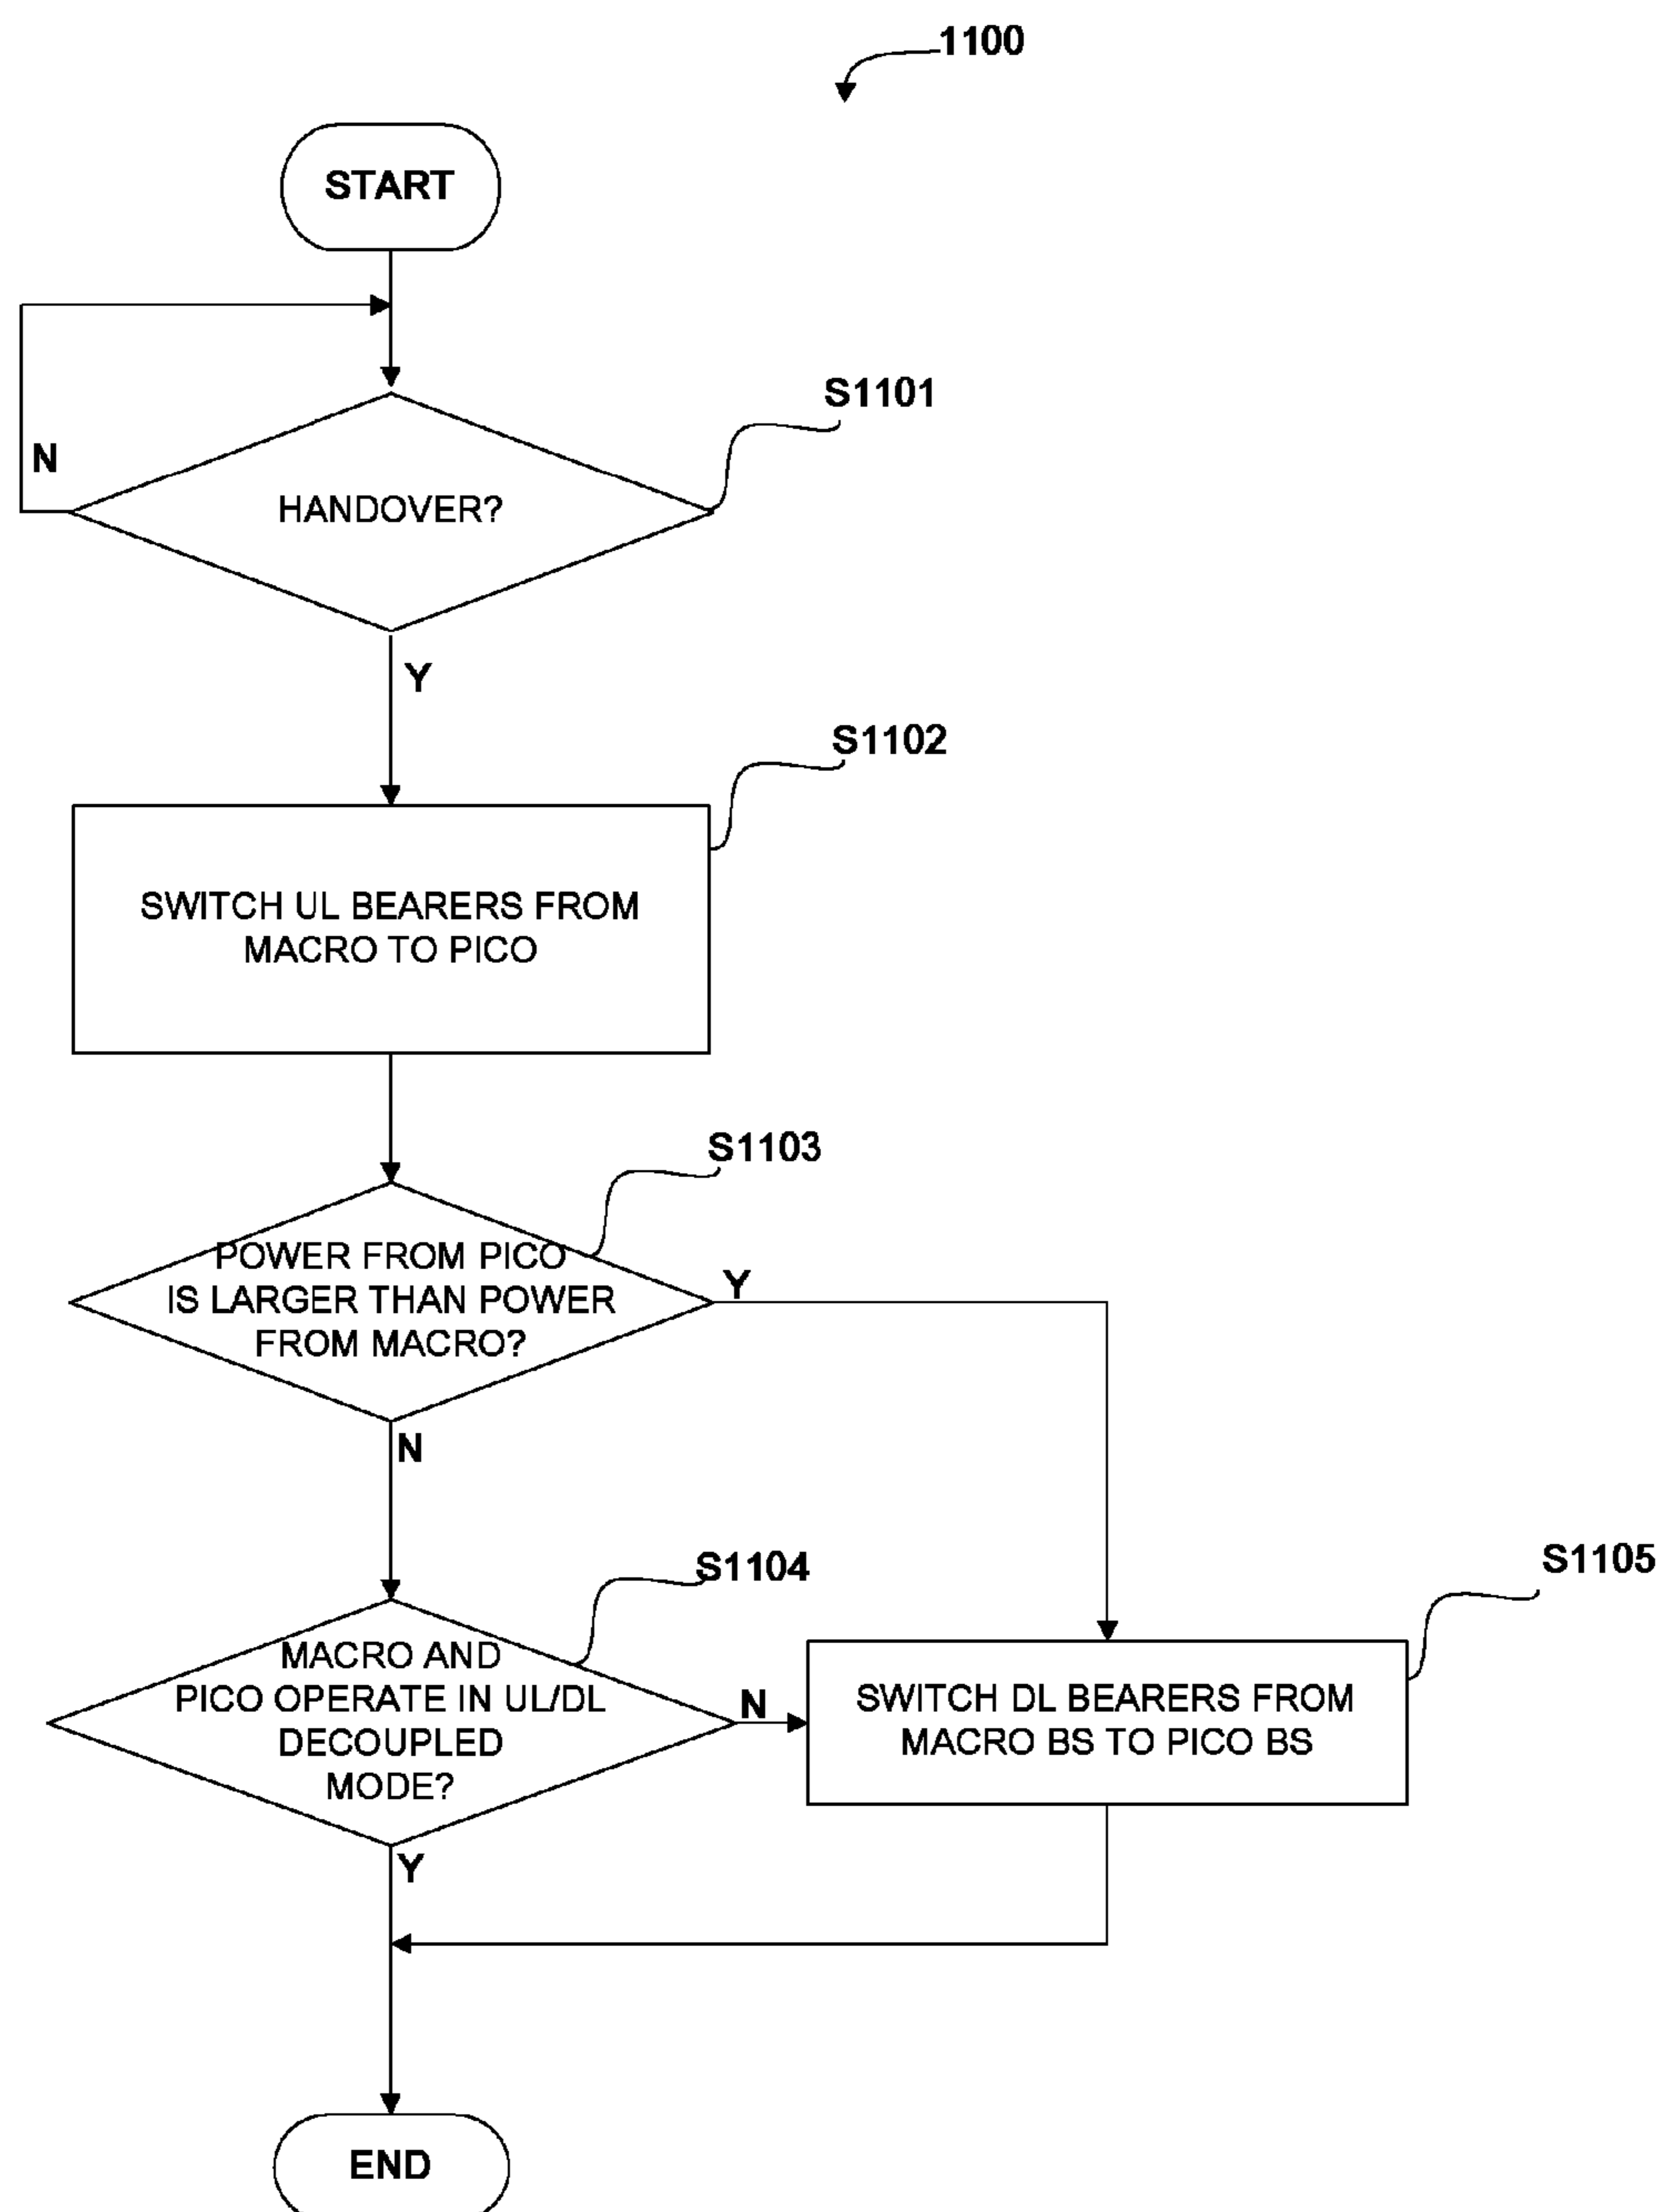 1100
START
S1101
N
HANDOVER?
Y
S1102
SWITCH UL BEARERS FROM
MACRO TO PICO
S1103
POWER FROM PICO
IS LARGER THAN POWER
FROM MACRO?
Y
N
S1104
S1105
MACRO AND
PICO OPERATE IN UL/DL
DECOUPLED
MODE?
N
SWITCH DL BEARERS FROM
MACRO BS TO PICO BS
Y
END